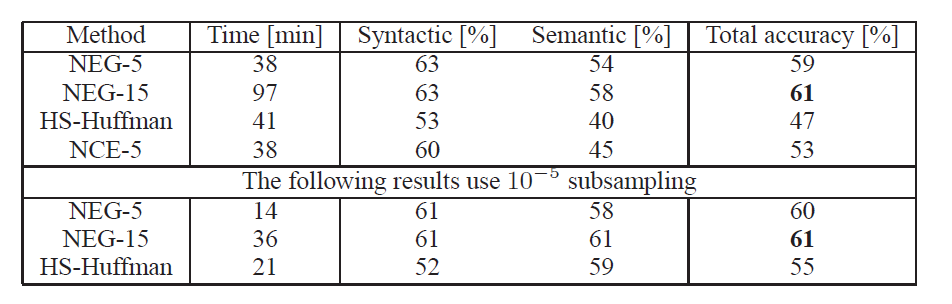 Method Time [min] Syntactic [%] Semantic [%] Total accuracy [%]
NEG-5 38 63 54 59
NEG-15 97 63 58 61
HS-Huffman 41 53 40 47
NCE-5 38 60 45 53
The following results use 10⁻⁵ subsampling
NEG-5 14 61 58 60
NEG-15 36 61 61 61
HS-Huffman 21 52 59 55